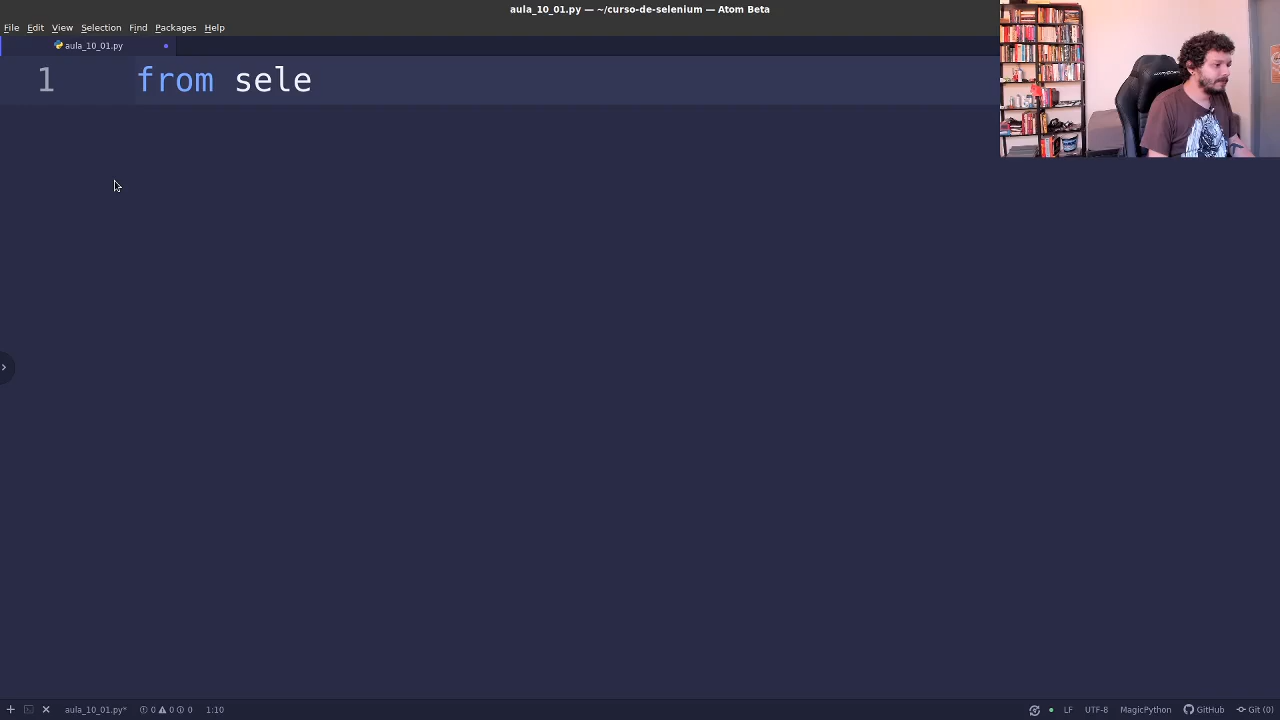 aula_10_01.py — ~/curso-de-selenium — Atom Beta
File Edit View Selection Find Packages Help
aula_10_01.py
1 from sele
aula_10_01.py* 0 0 0 1:10 LF UTF-8 MagicPython GitHub Git (0)